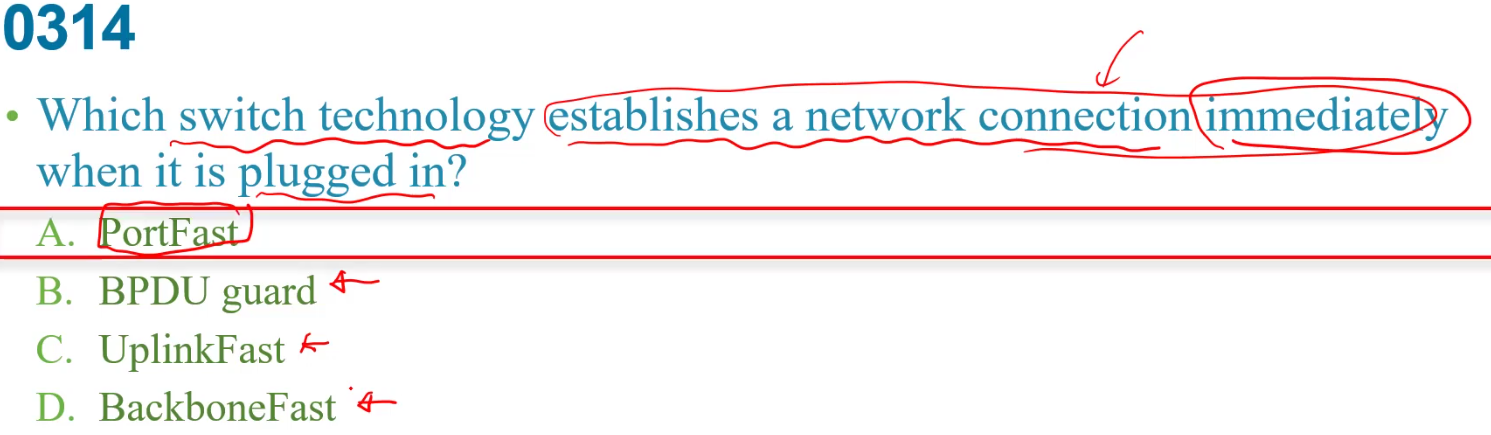 0314
• Which switch technology establishes a network connection immediately
when it is plugged in?
A. PortFast
B. BPDU guard
C. UplinkFast
D. BackboneFast